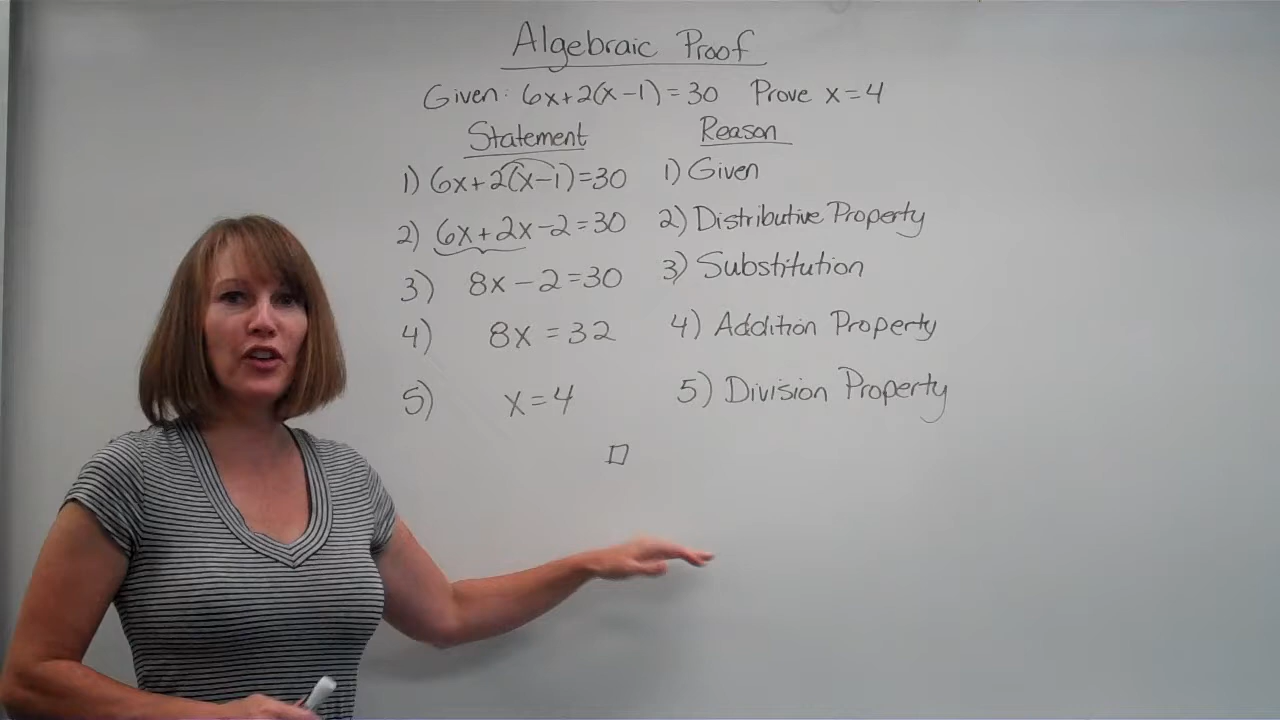 Algebraic Proof
Given: 6x+2(x-1)=30 Prove x=4
Statement Reason
1) 6x+2(x-1)=30 1) Given
2) 6x+2x-2=30 2) Distributive Property
3) 8x-2=30 3) Substitution
4) 8x=32 4) Addition Property
5) x=4 5) Division Property